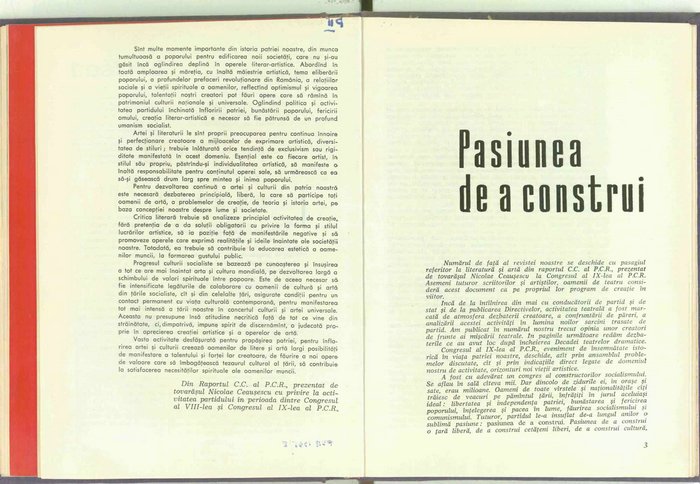 Sînt multe momente importante din istoria patriei noastre, din munca
tumultuoasă a poporului pentru edificarea noii societăți, care nu și-au
găsit încă oglindirea deplină în operele literar-artistice. Abordînd în
toată amploarea și măreția, cu înaltă măiestrie artistică, tema eliberării
poporului, a profundelor prefaceri revoluționare din România, a relațiilor
sociale și a vieții spirituale a oamenilor, reflectînd optimismul și vigoarea
poporului, talentații noștri creatori pot făuri opere care să rămînă în
patrimoniul culturii naționale și universale. Oglindind politica și activi-
tatea partidului închinată înfloririi patriei, bunăstării poporului, fericirii
omului, creația literar-artistică e necesar să fie pătrunsă de un profund
umanism socialist.
Artei și literaturii le sînt proprii preocuparea pentru continua înnoire
și perfecționare creatoare a mijloacelor de exprimare artistică, diversi-
tatea de stiluri; trebuie înlăturată orice tendință de exclusivism sau rigi-
ditate manifestată în acest domeniu. Esențial este ca fiecare artist, în
stilul său propriu, păstrîndu-și individualitatea artistică, să manifeste o
înaltă responsabilitate pentru conținutul operei sale, să urmărească ca ea
să-și găsească drum larg spre mintea și inima poporului.
Pentru dezvoltarea continuă a artei și culturii din patria noastră
este necesară dezbaterea principială, liberă, la care să participe toți
oamenii de artă, a problemelor de creație, de teoria și istoria artei, pe
baza concepției noastre despre lume și societate.
Critica literară trebuie să analizeze principial activitatea de creație,
fără pretenția de a da soluții obligatorii cu privire la forma și stilul
lucrărilor artistice, să ia poziție față de manifestările negative și să
promoveze operele care exprimă realitățile și ideile înaintate ale societății
noastre. Totodată, ea trebuie să contribuie la educarea estetică a oame-
nilor muncii, la formarea gustului public.
Progresul culturii socialiste se bazează pe cunoașterea și însușirea
a tot ce are mai înaintat arta și cultura mondială, pe dezvoltarea largă a
schimbului de valori spirituale între popoare. Este de aceea necesar să
fie intensificate legăturile de colaborare cu oamenii de cultură și artă
din țările socialiste, cît și din celelalte țări, asigurate condiții pentru un
contact permanent cu viața culturală contemporană, pentru manifestarea
tot mai intensă a țării noastre în concertul culturii și artei universale.
Aceasta nu presupune însă atitudine necritică față de tot ce vine din
străinătate, ci, dimpotrivă, impune spirit de discernămînt, a judecată pro-
prie în aprecierea creației artistice și a operelor de artă.
Vasta activitate desfășurată pentru propășirea patriei, pentru înflo-
rirea artei și culturii creează oamenilor de litere și artă largi posibilități
de manifestare a talentului și forței lor creatoare, de făurire a noi opere
de valoare care să îmbogățească tezaurul cultural al țării, să contribuie
la satisfacerea necesităților spirituale ale oamenilor muncii.
Din Raportul C.C. al P.C.R., prezentat de
tovarășul Nicolae Ceaușescu cu privire la acti-
vitatea partidului în perioada dintre Congresul
al VIII-lea și Congresul al IX-lea al P.C.R.
Pasiunea
de a construi
Numărul de față al revistei noastre se deschide cu pasagiul
referitor la literatură și artă din raportul C.C. al P.C.R., prezentat
de tovarășul Nicolae Ceaușescu la Congresul al IX-lea al P.C.R.
Asemeni tuturor scriitorilor și artiștilor, oamenii de teatru consi-
deră acest document ca pe propriul lor program de creație în
viitor.
Încă de la întîlnirea din mai cu conducătorii de partid și de
stat și de la publicarea Directivelor, activitatea teatrală a fost mar-
cată de atmosfera dezbaterii creatoare, a confruntării de păreri, a
analizării acestei activități în lumina noilor sarcini trasate de
partid. Am publicat în numărul nostru trecut opinia unor creatori
de frunte ai mișcării teatrale. În paginile următoare redăm dezba-
terile ce au avut loc după încheierea Decadei teatrelor dramatice.
Congresul al IX-lea al P.C.R., eveniment de însemnătate isto-
rică în viața patriei noastre, deschide, atît prin ansamblul proble-
melor discutate, cît și prin indicațiile direct legate de domeniul
nostru de activitate, orizonturi noi vieții artistice.
A fost cu adevărat un congres al constructorilor socialismului.
Se aflau în sală cîteva mii. Dar dincolo de zidurile ei, în orașe și
sate, erau milioane. Oameni de toate vîrstele și naționalitățile cîți
trăiesc de veacuri pe pămîntul țării, înfrățiți în jurul aceluiași
ideal: libertatea și independența patriei, bunăstarea și fericirea
poporului, înțelegerea și pacea în lume, făurirea socialismului și
comunismului. Tuturor, partidul le-a insuflat de-a lungul anilor o
sublimă pasiune: pasiunea de a construi. Pasiunea de a construi
o țară liberă, de a construi cetățeni liberi, de a construi cultură,
3